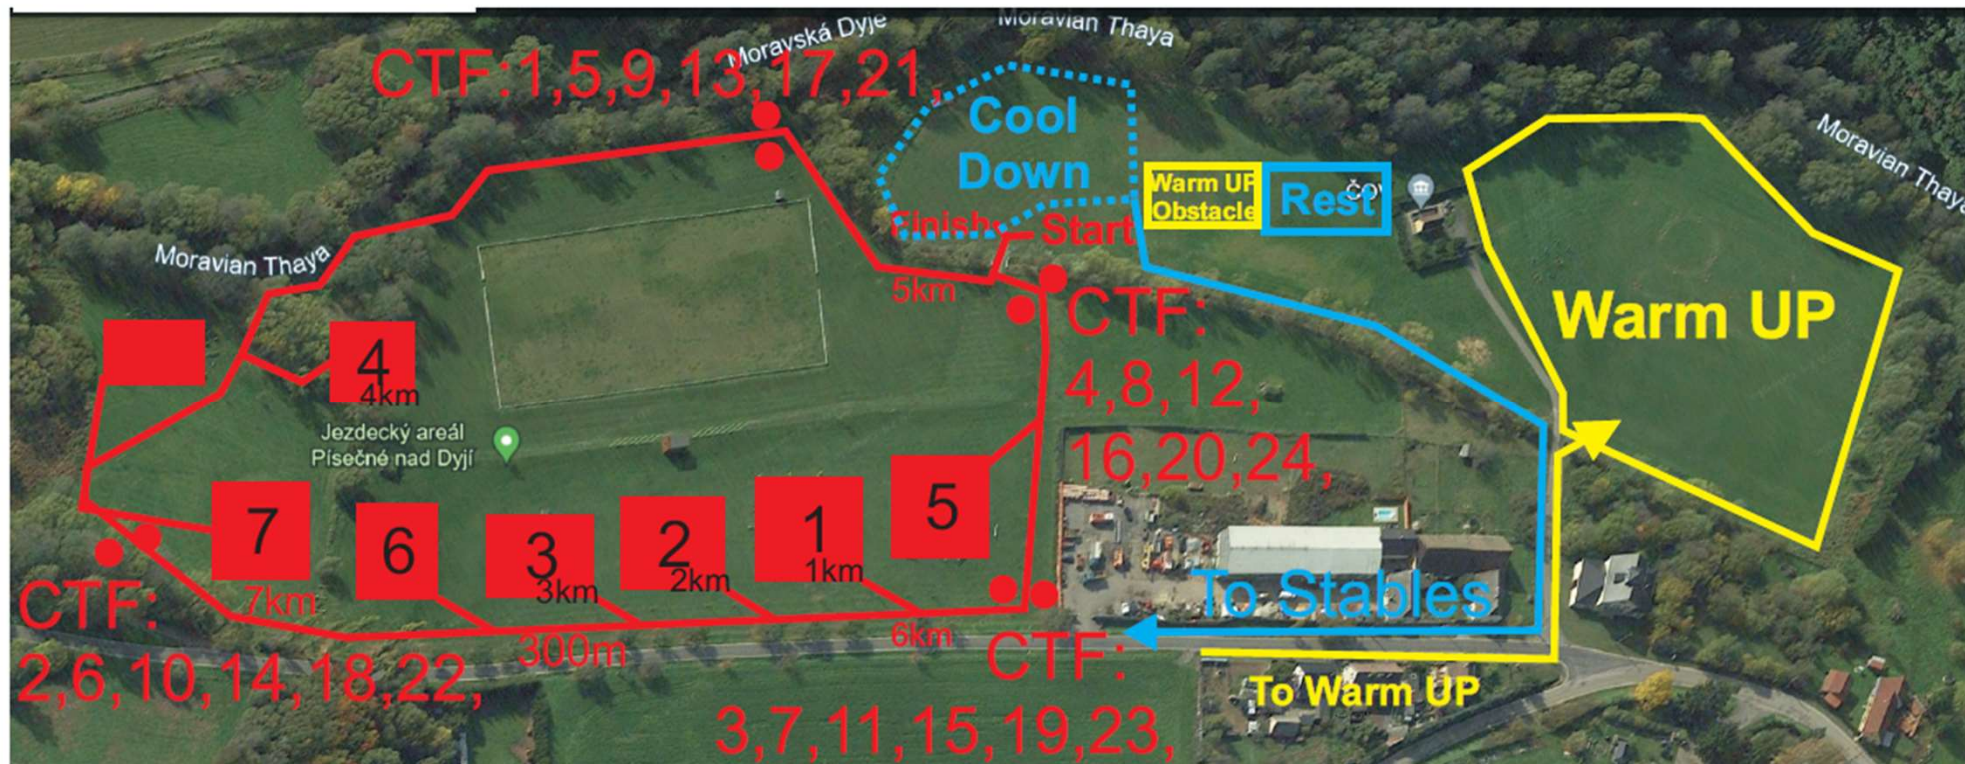 Moravská Dyje
Moravian Thaya
CTF:1,5,9,13,17,21,
Cool
Down
Moravian Thaya
Warm UP
Obstacle
Rest
ČOV
Finish
Start
Moravian Thaya
5km
CTF:
4,8,12,
16,20,24,
Warm UP
4
4km
Jezdecký areál
Písečné nad Dyjí
7
6
3
3km
2
2km
1
1km
5
7km
300m
6km
CTF:
2,6,10,14,18,22,
CTF:
3,7,11,15,19,23,
To Stables
To Warm UP